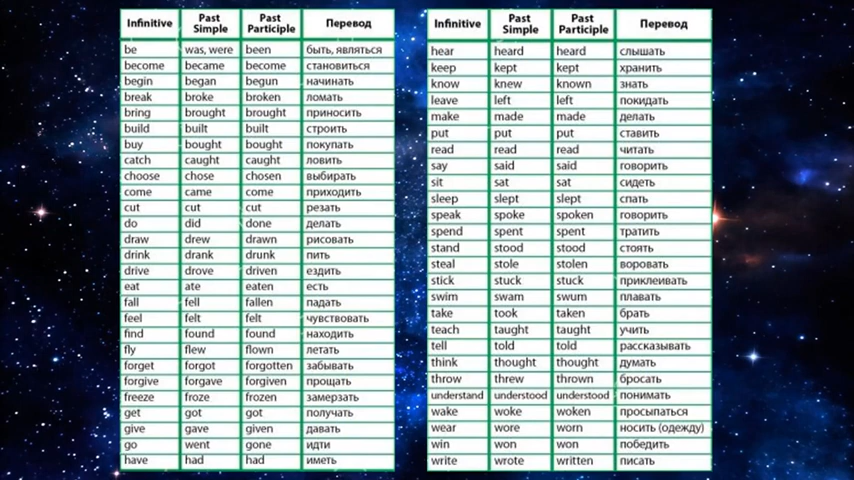 Infinitive Past Simple Past Participle Перевод
be was, were been быть, являться
become became become становиться
begin began begun начинать
break broke broken ломать
bring brought brought приносить
build built built строить
buy bought bought покупать
catch caught caught ловить
choose chose chosen выбирать
come came come приходить
cut cut cut резать
do did done делать
draw drew drawn рисовать
drink drank drunk пить
drive drove driven ездить
eat ate eaten есть
fall fell fallen падать
feel felt felt чувствовать
find found found находить
fly flew flown летать
forget forgot forgotten забывать
forgive forgave forgiven прощать
freeze froze frozen замерзать
get got got получать
give gave given давать
go went gone идти
have had had иметь
Infinitive Past Simple Past Participle Перевод
hear heard heard слышать
keep kept kept хранить
know knew known знать
leave left left покидать
make made made делать
put put put ставить
read read read читать
say said said говорить
sit sat sat сидеть
sleep slept slept спать
speak spoke spoken говорить
spend spent spent тратить
stand stood stood стоять
steal stole stolen воровать
stick stuck stuck приклеивать
swim swam swum плавать
take took taken брать
teach taught taught учить
tell told told рассказывать
think thought thought думать
throw threw thrown бросать
understand understood understood понимать
wake woke woken просыпаться
wear wore worn носить (одежду)
win won won победить
write wrote written писать